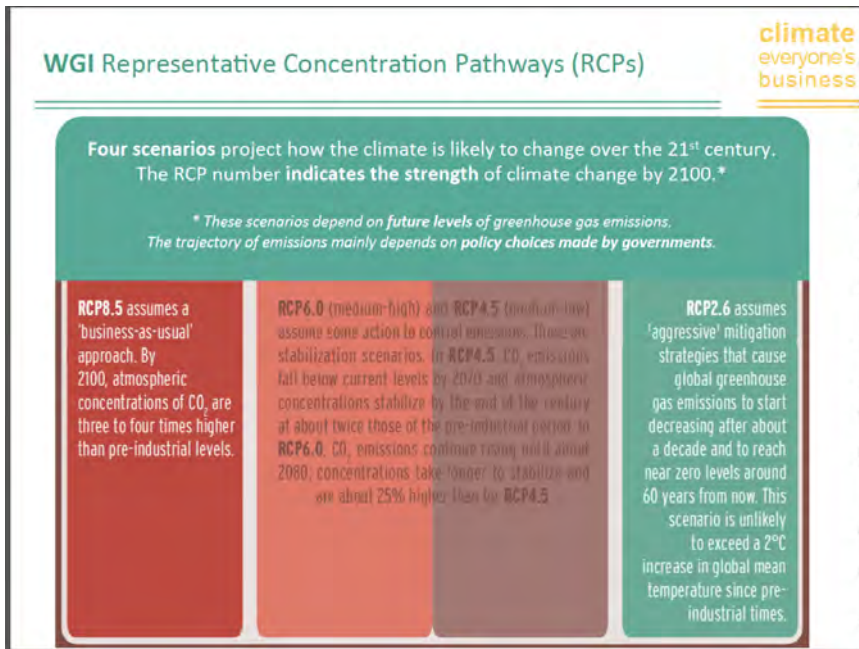 WGI Representative Concentration Pathways (RCPs)
climate
everyone's
business
Four scenarios project how the climate is likely to change over the 21st century.
The RCP number indicates the strength of climate change by 2100.*
* These scenarios depend on future levels of greenhouse gas emissions.
The trajectory of emissions mainly depends on policy choices made by governments.
RCP8.5 assumes a
'business-as-usual'
approach. By
2100, atmospheric
concentrations of CO₂ are
three to four times higher
than pre-industrial levels.
RCP6.0 (medium-high) and RCP4.5 (medium-low)
assume some action to control emissions. These are
stabilization scenarios. In RCP4.5, CO₂ emissions
fall below current levels by 2070 and atmospheric
concentrations stabilize by the end of the century
at about twice those of the pre-industrial period. In
RCP6.0, CO₂ emissions continue rising until about
2080; concentrations take longer to stabilize and
are about 25% higher than for RCP4.5
RCP2.6 assumes
'aggressive' mitigation
strategies that cause
global greenhouse
gas emissions to start
decreasing after about
a decade and to reach
near zero levels around
60 years from now. This
scenario is unlikely
to exceed a 2°C
increase in global mean
temperature since pre-
industrial times.